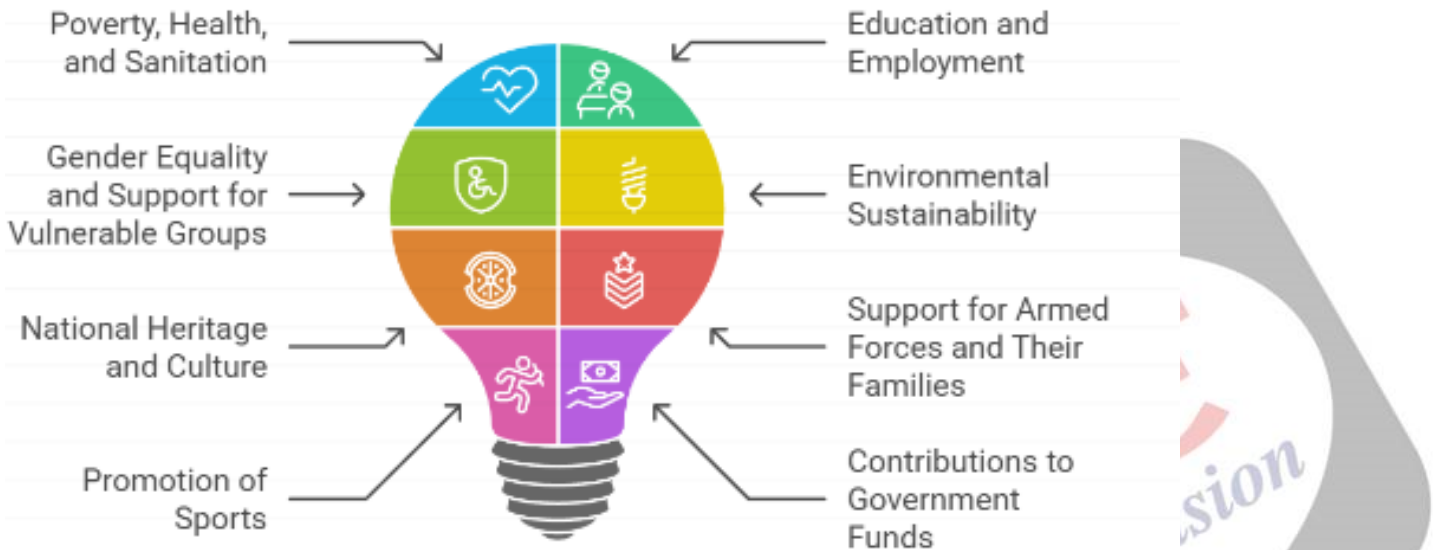 Poverty, Health,
and Sanitation
Education and
Employment
Gender Equality
and Support for
Vulnerable Groups
Environmental
Sustainability
National Heritage
and Culture
Support for Armed
Forces and Their
Families
Promotion of
Sports
Contributions to
Government
Funds